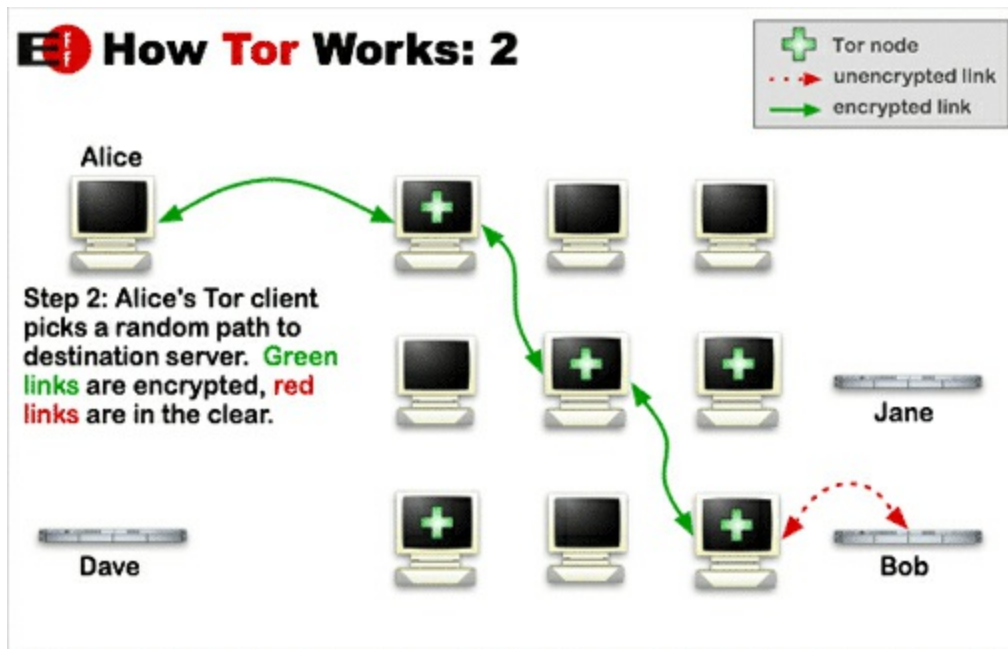 EFF How Tor Works: 2
Tor node
unencrypted link
encrypted link
Alice
Step 2: Alice's Tor client
picks a random path to
destination server. Green
links are encrypted, red
links are in the clear.
Jane
Dave
Bob